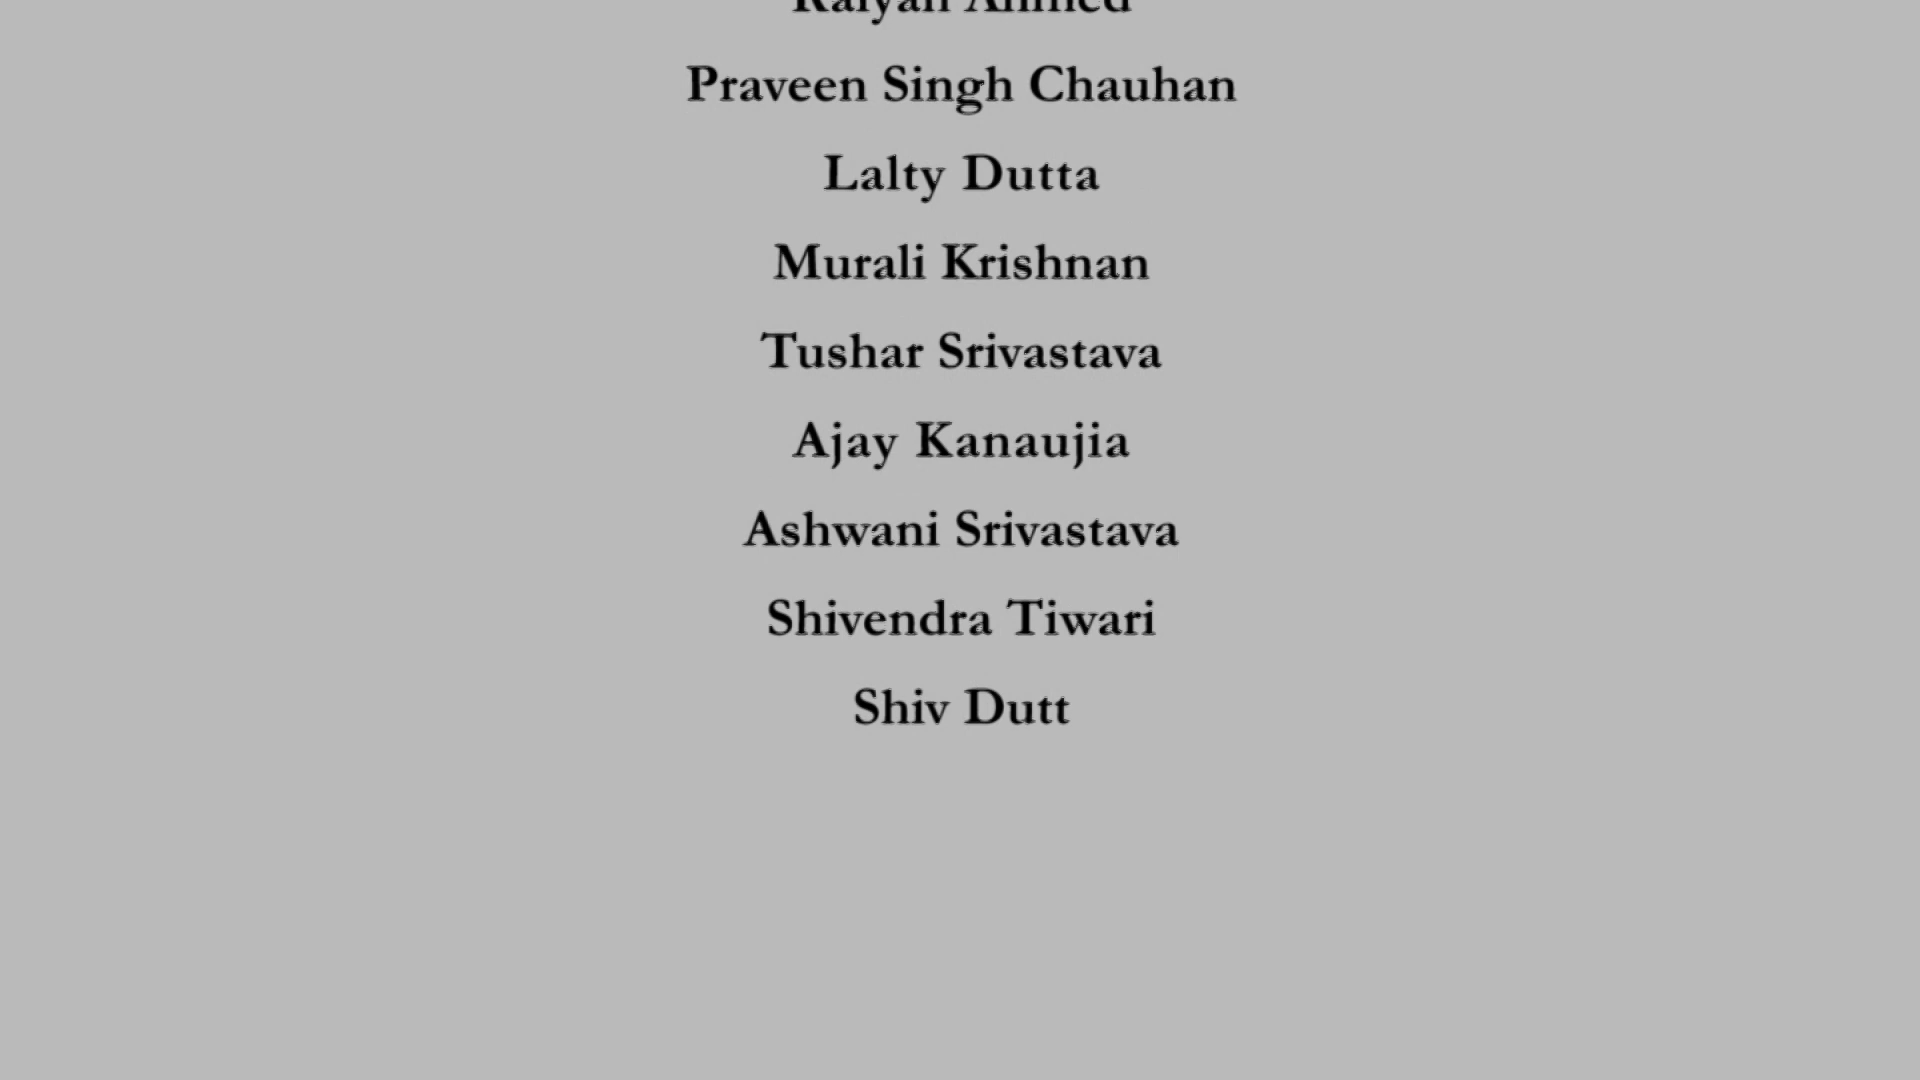 Praveen Singh Chauhan
Lalty Dutta
Murali Krishnan
Tushar Srivastava
Ajay Kanaujia
Ashwani Srivastava
Shivendra Tiwari
Shiv Dutt